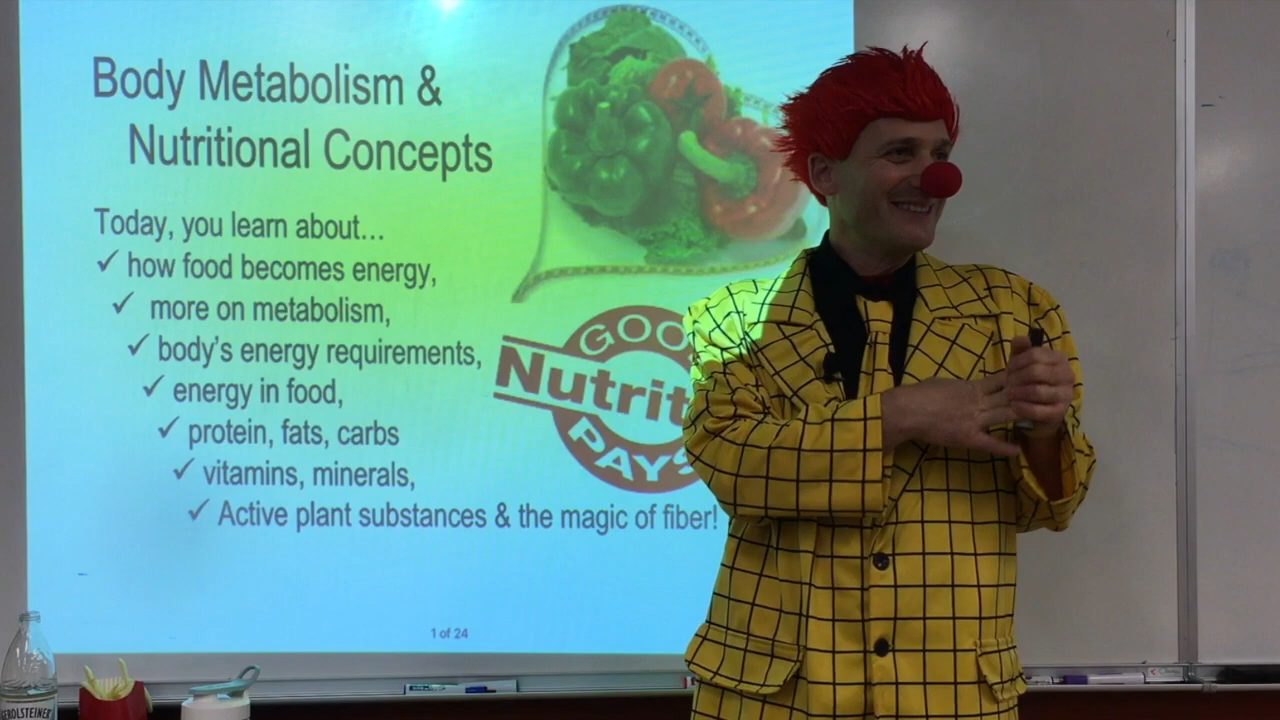 Body Metabolism &
Nutritional Concepts
Today, you learn about…
✓ how food becomes energy,
✓ more on metabolism,
✓ body's energy requirements,
✓ energy in food,
✓ protein, fats, carbs
✓ vitamins, minerals,
✓ Active plant substances & the magic of fiber!
GOO
Nutrit
PAYS
1 of 24
GEROLSTEINER